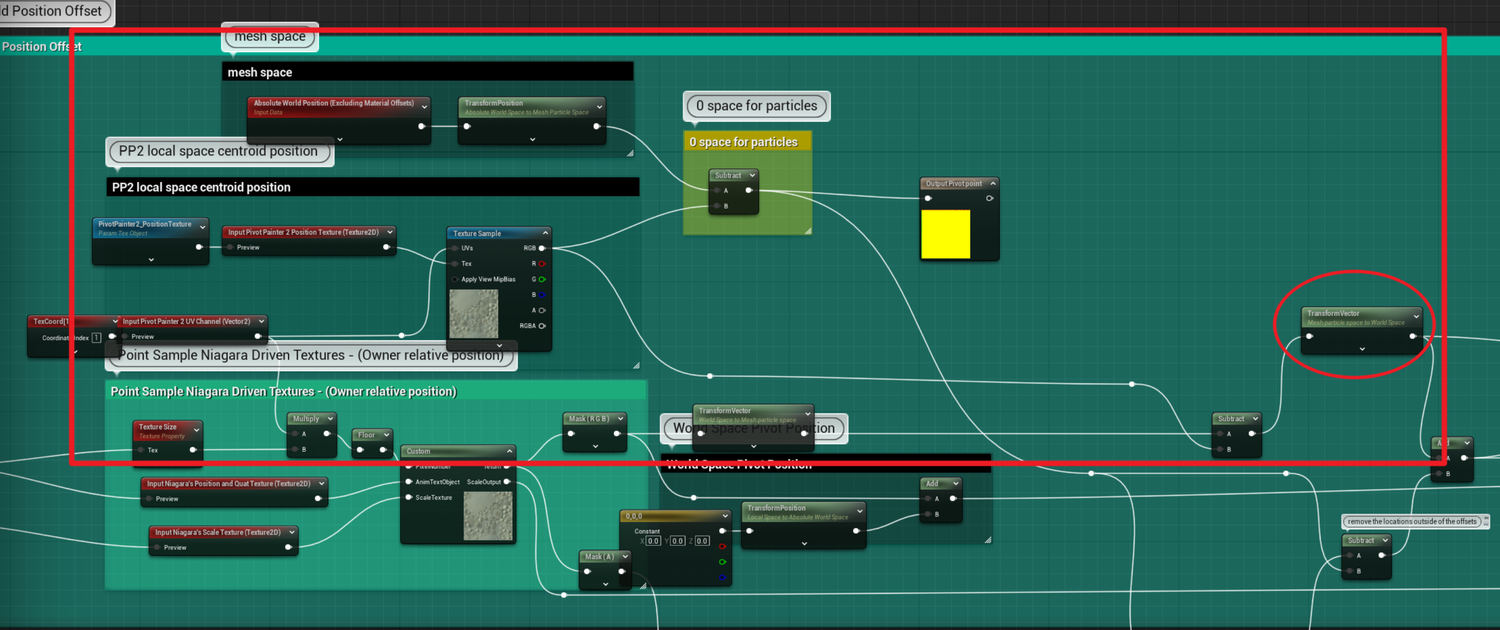 ld Position Offset
mesh space
Position Offset
mesh space
Absolute World Position (Excluding Material Offsets)
Input Data
TransformPosition
Absolute World Space to Mesh Particle Space
0 space for particles
0 space for particles
Subtract
A
B
PP2 local space centroid position
PP2 local space centroid position
PivotPainter2_PositionTexture
Param Tex Object
Input Pivot Painter 2 Position Texture (Texture2D)
Preview
Texture Sample
UVs
RGB
Tex
R
Apply View MipBias
G
B
A
RGBA
Output Pivot point
TexCoord[1
Coordinate Index 1
Input Pivot Painter 2 UV Channel (Vector2)
Preview
TransformVector
Mesh particle space to World Space
Point Sample Niagara Driven Textures - (Owner relative position)
Point Sample Niagara Driven Textures - (Owner relative position)
Texture Size
Texture Property
Tex
Multiply
A
B
Floor
Mask ( R G B )
TransformVector
World Space to Mesh particle space
World Space Pivot Position
World Space Pivot Position
Subtract
A
B
Custom
PixelNumber
Return
AnimTextObject
ScaleOutput
ScaleTexture
Input Niagara's Position and Quat Texture (Texture2D)
Preview
Input Niagara's Scale Texture (Texture2D)
Preview
Add
A
B
0,0,0
Constant
X 0.0 Y 0.0 Z 0.0
TransformPosition
Local Space to Absolute World Space
Mask ( A )
Add
A
B
remove the locations outside of the offsets
Subtract
A
B